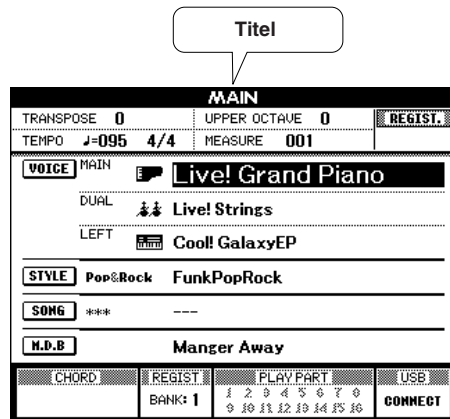 Titel
MAIN
TRANSPOSE 0 UPPER OCTAVE 0 REGIST.
TEMPO ♩=095 4/4 MEASURE 001
VOICE MAIN Live! Grand Piano
DUAL Live! Strings
LEFT Cool! GalaxyEP
STYLE Pop&Rock FunkPopRock
SONG *** ---
M.D.B Manger Away
CHORD REGIST PLAY PART USB
BANK: 1 1 2 3 4 5 6 7 8 CONNECT
9 10 11 12 13 14 15 16